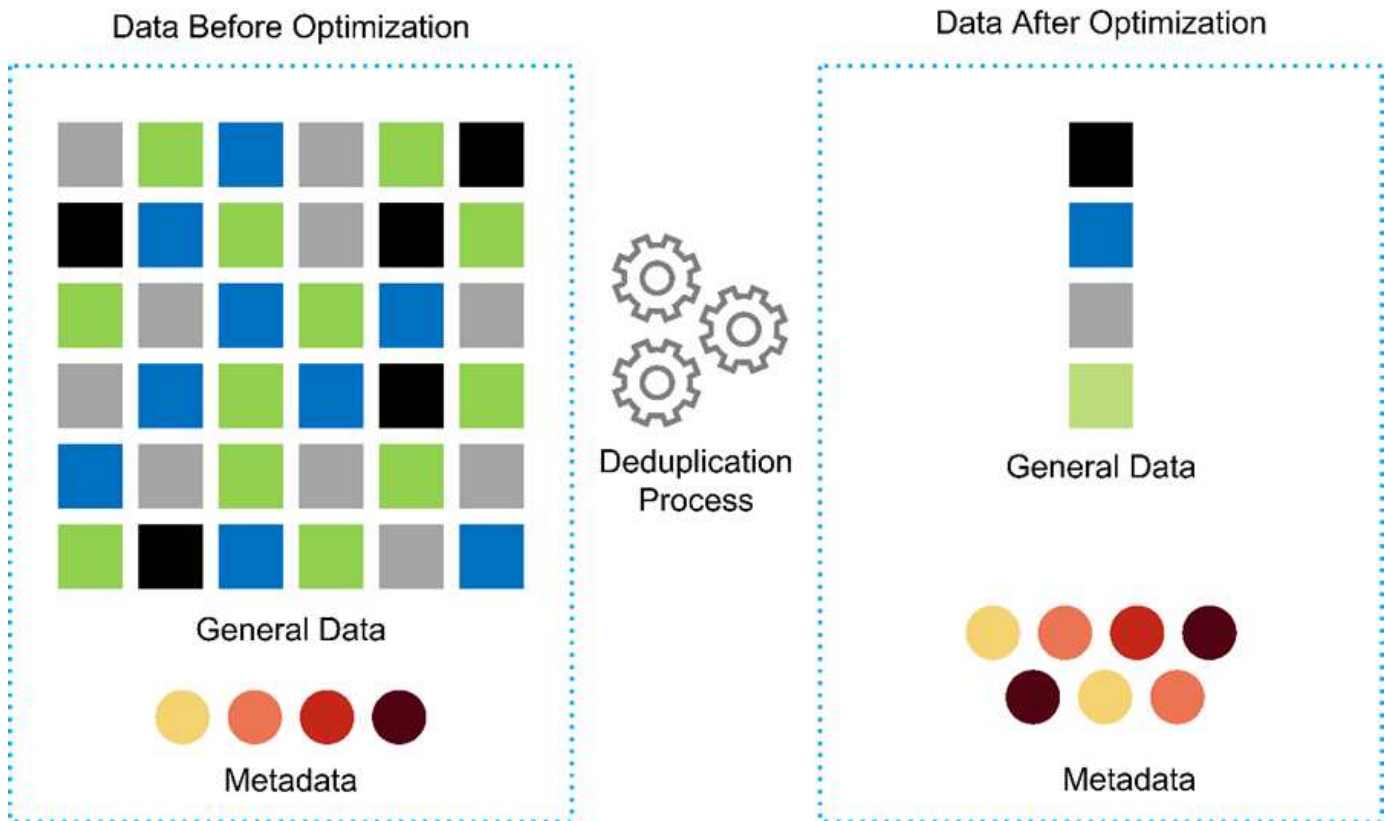 Data Before Optimization
General Data
Metadata
Deduplication
Process
Data After Optimization
General Data
Metadata